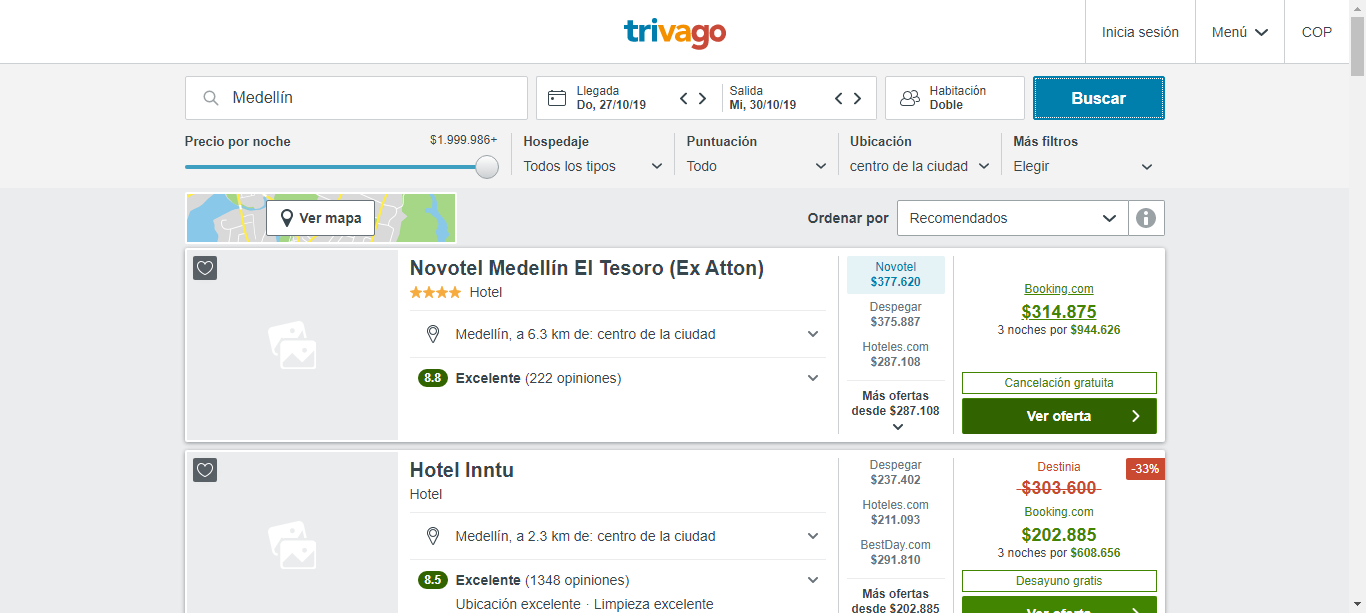 trivago
Inicia sesión
Menú
COP
Medellín
Llegada
Do, 27/10/19
Salida
Mi, 30/10/19
Habitación
Doble
Buscar
Precio por noche
$1.999.986+
Hospedaje
Todos los tipos
Puntuación
Todo
Ubicación
centro de la ciudad
Más filtros
Elegir
Ver mapa
Ordenar por
Recomendados
Novotel Medellín El Tesoro (Ex Atton)
Hotel
Medellín, a 6.3 km de: centro de la ciudad
8.8 Excelente (222 opiniones)
Novotel
$377.620
Despegar
$375.887
Hoteles.com
$287.108
Más ofertas
desde $287.108
Booking.com
$314.875
3 noches por $944.626
Cancelación gratuita
Ver oferta
Hotel Inntu
Hotel
Medellín, a 2.3 km de: centro de la ciudad
8.5 Excelente (1348 opiniones)
Ubicación excelente · Limpieza excelente
Despegar
$237.402
Hoteles.com
$211.093
BestDay.com
$291.810
Más ofertas
desde $202.885
Destinia
-33%
$303.600
Booking.com
$202.885
3 noches por $608.656
Desayuno gratis
Ver oferta